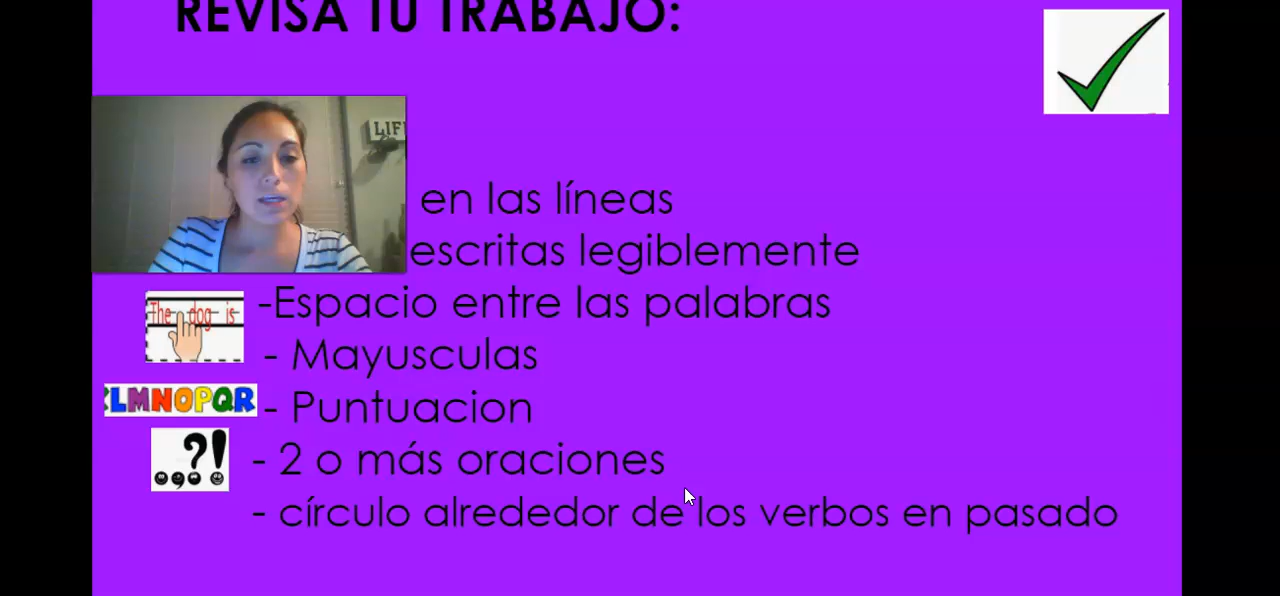 REVISA TU TRABAJO:
LIF
en las líneas
escritas legiblemente
The dog is
-Espacio entre las palabras
- Mayusculas
LMNOPQR
- Puntuacion
.,?!
- 2 o más oraciones
- círculo alrededor de los verbos en pasado